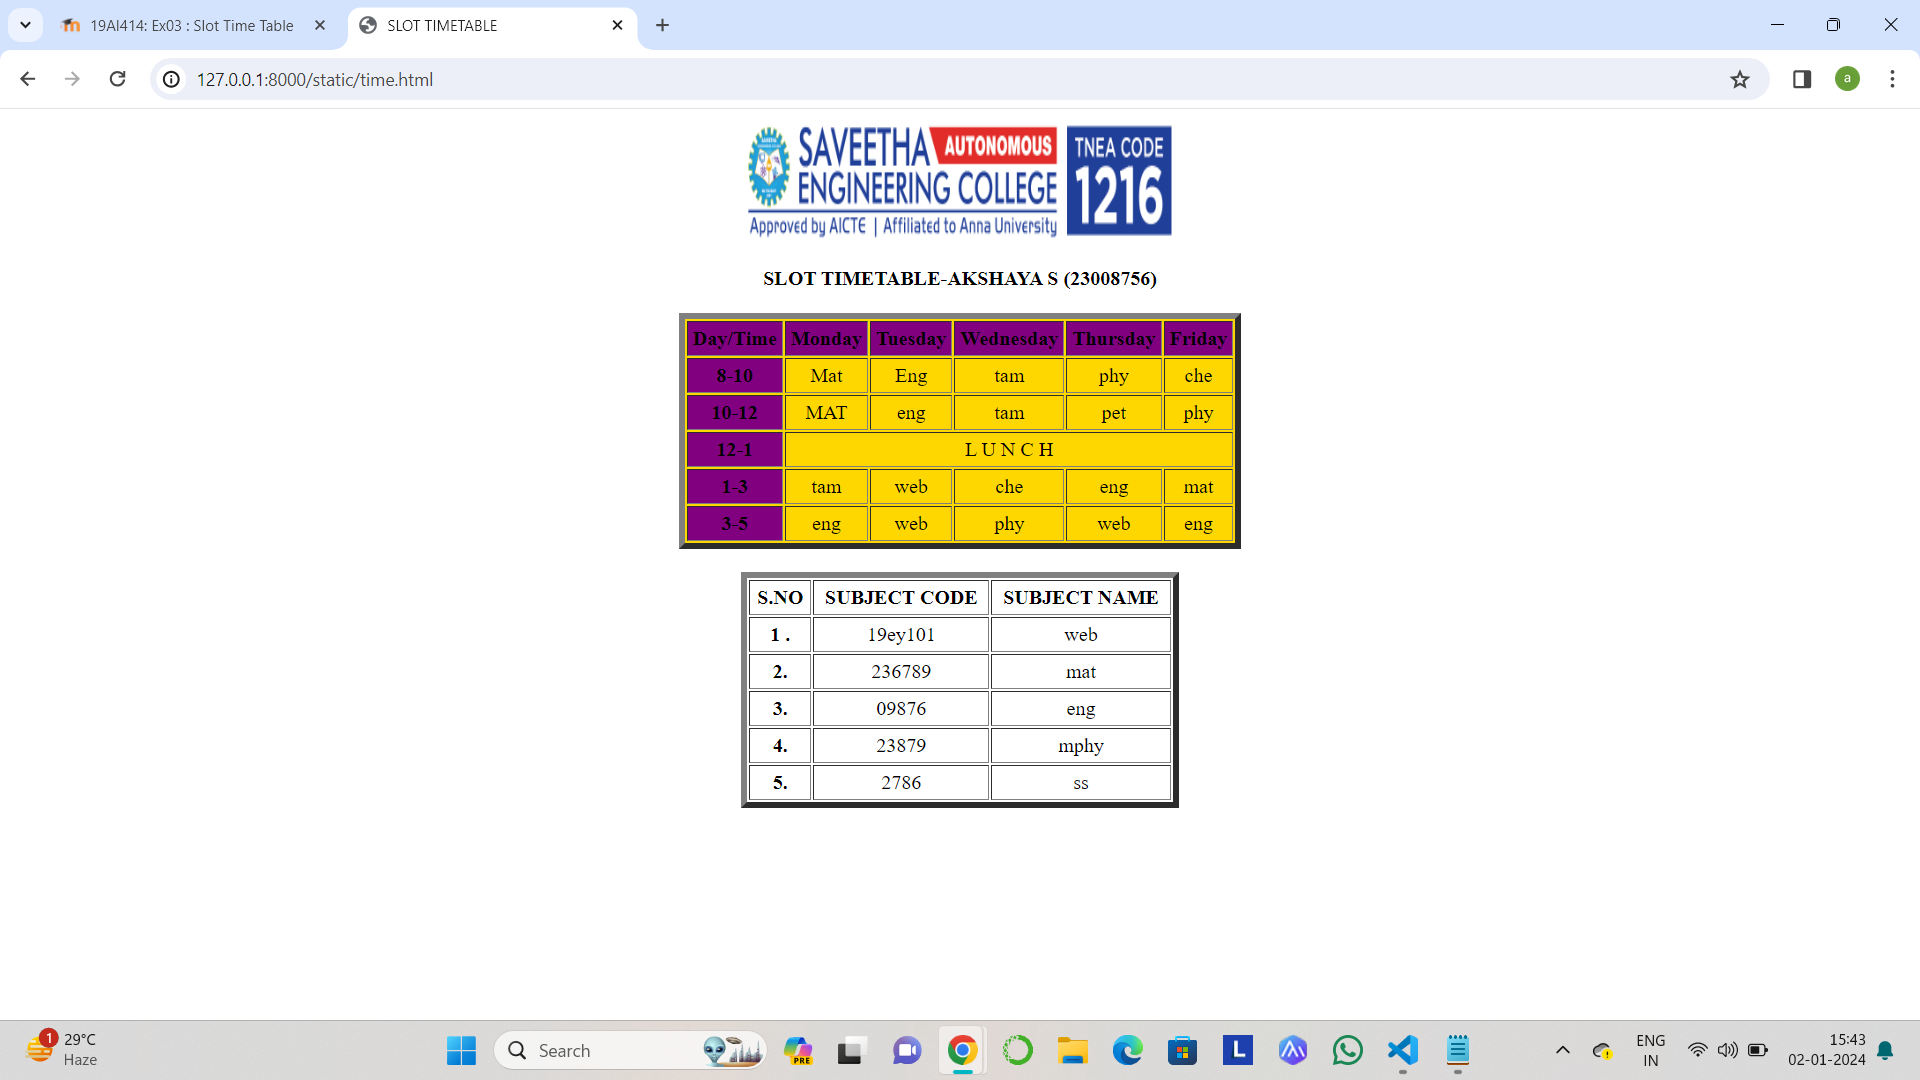 19AI414: Ex03 : Slot Time Table
SLOT TIMETABLE
127.0.0.1:8000/static/time.html
a
SAVEETHA AUTONOMOUS
ENGINEERING COLLEGE
Approved by AICTE | Affiliated to Anna University
TNEA CODE
1216
SLOT TIMETABLE-AKSHAYA S (23008756)
Day/Time Monday Tuesday Wednesday Thursday Friday
8-10 Mat Eng tam phy che
10-12 MAT eng tam pet phy
12-1 L U N C H
1-3 tam web che eng mat
3-5 eng web phy web eng
S.NO SUBJECT CODE SUBJECT NAME
1 . 19ey101 web
2. 236789 mat
3. 09876 eng
4. 23879 mphy
5. 2786 ss
1
29°C
Haze
Search
PRE
L
ENG
IN
15:43
02-01-2024